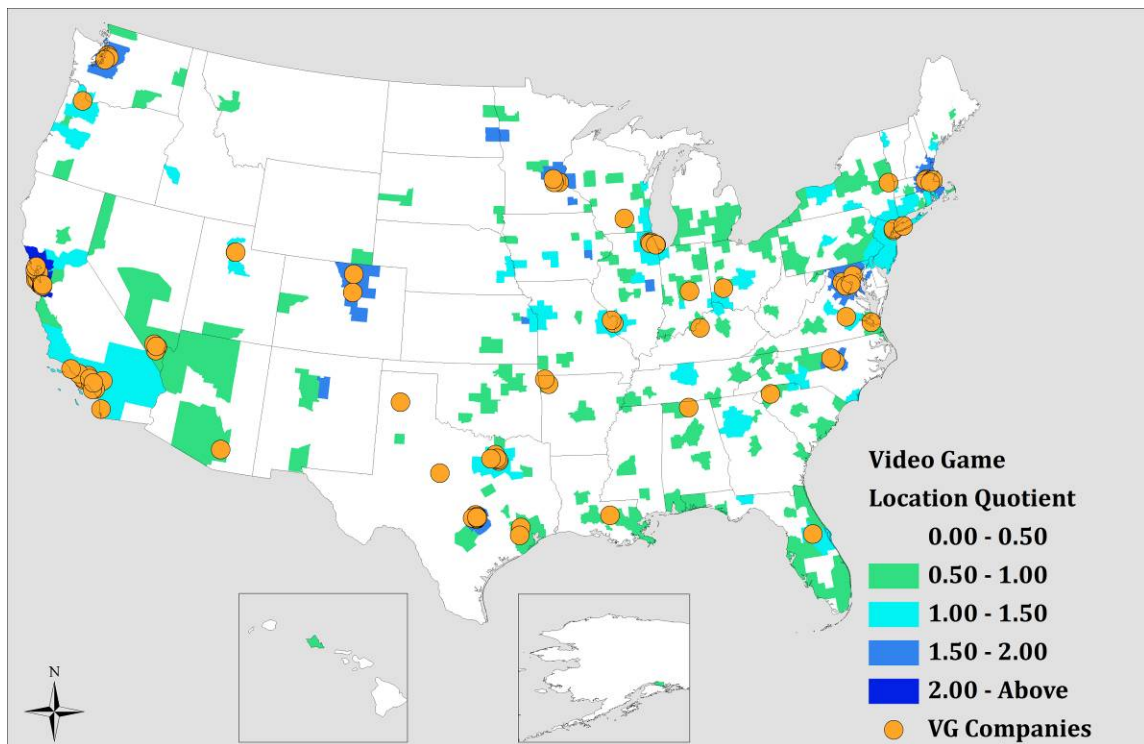 Video Game
Location Quotient
0.00 - 0.50
0.50 - 1.00
1.00 - 1.50
1.50 - 2.00
2.00 - Above
VG Companies
N